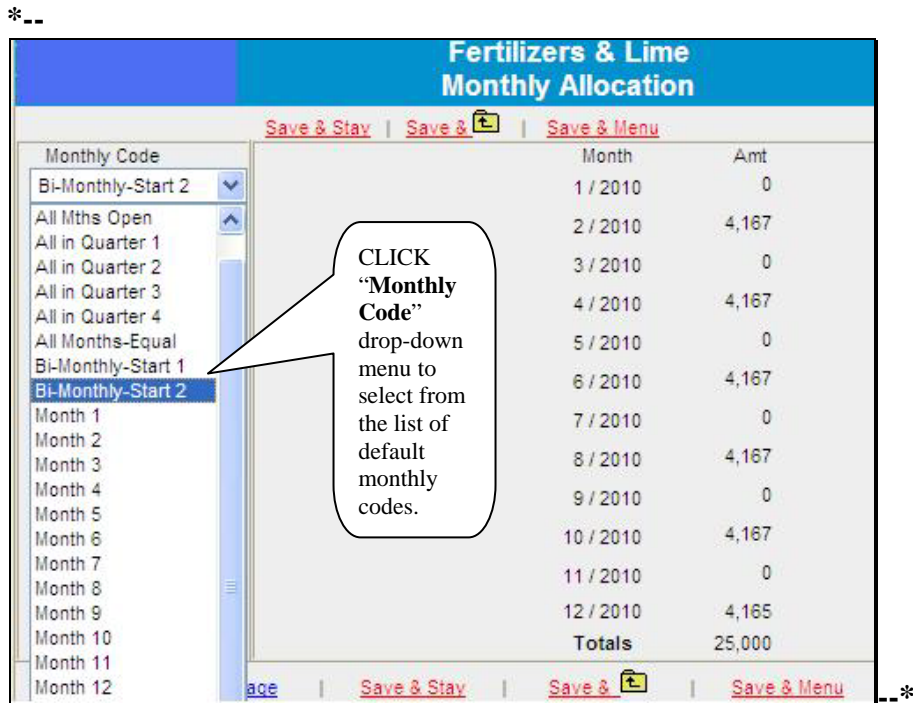 *--
Fertilizers & Lime
Monthly Allocation
Save & Stay | Save & | Save & Menu
Monthly Code
Bi-Monthly-Start 2
All Mths Open
All in Quarter 1
All in Quarter 2
All in Quarter 3
All in Quarter 4
All Months-Equal
Bi-Monthly-Start 1
Bi-Monthly-Start 2
Month 1
Month 2
Month 3
Month 4
Month 5
Month 6
Month 7
Month 8
Month 9
Month 10
Month 11
Month 12
CLICK
“Monthly
Code”
drop-down
menu to
select from
the list of
default
monthly
codes.
Month Amt
1 / 2010 0
2 / 2010 4,167
3 / 2010 0
4 / 2010 4,167
5 / 2010 0
6 / 2010 4,167
7 / 2010 0
8 / 2010 4,167
9 / 2010 0
10 / 2010 4,167
11 / 2010 0
12 / 2010 4,165
Totals 25,000
age | Save & Stay | Save & | Save & Menu
--*